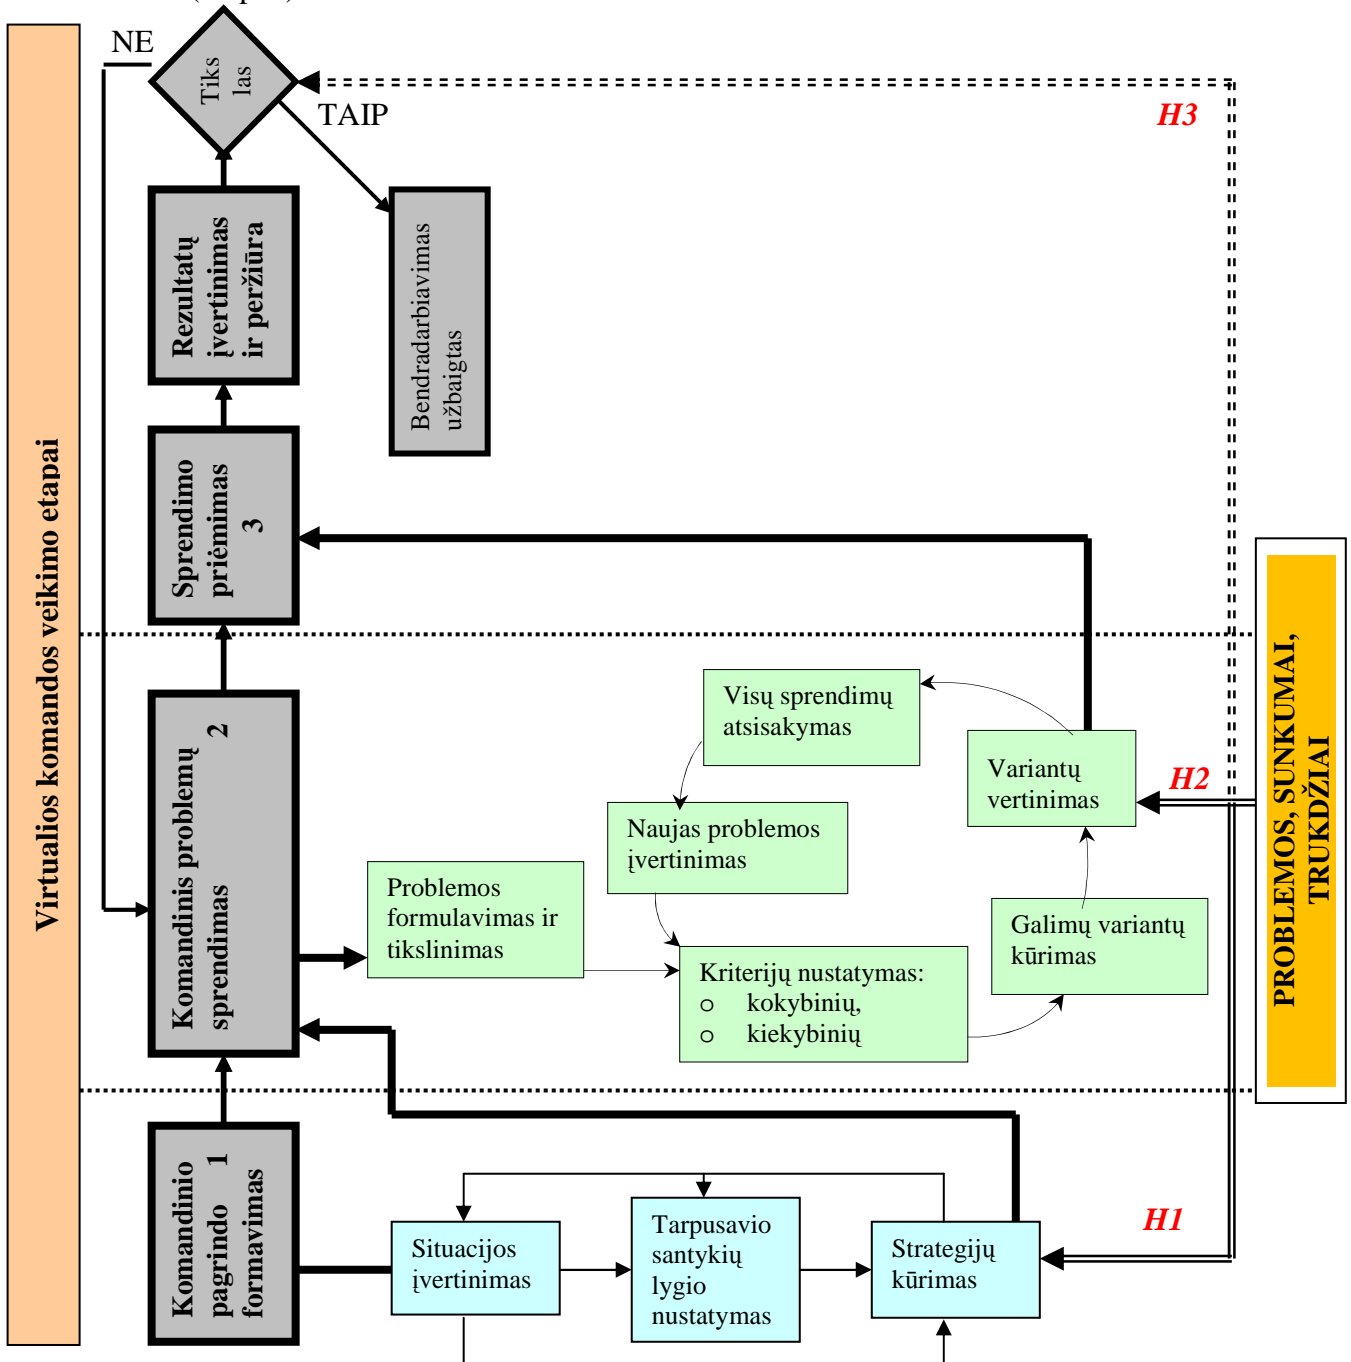 NE
Tiks
las
TAIP
H3
Rezultatų
įvertinimas
ir peržiūra
Bendradarbiavimas
užbaigtas
Sprendimo
priėmimas
3
Virtualios komandos veikimo etapai
Komandinis problemų
sprendimas 2
Visų sprendimų
atsisakymas
Variantų
vertinimas
H2
Naujas problemos
įvertinimas
Problemos
formulavimas ir
tikslinimas
Galimų variantų
kūrimas
Kriterijų nustatymas:
o kokybinių,
o kiekybinių
PROBLEMOS, SUNKUMAI,
TRUKDŽIAI
Komandinio
pagrindo 1
formavimas
Situacijos
įvertinimas
Tarpusavio
santykių
lygio
nustatymas
Strategijų
kūrimas
H1